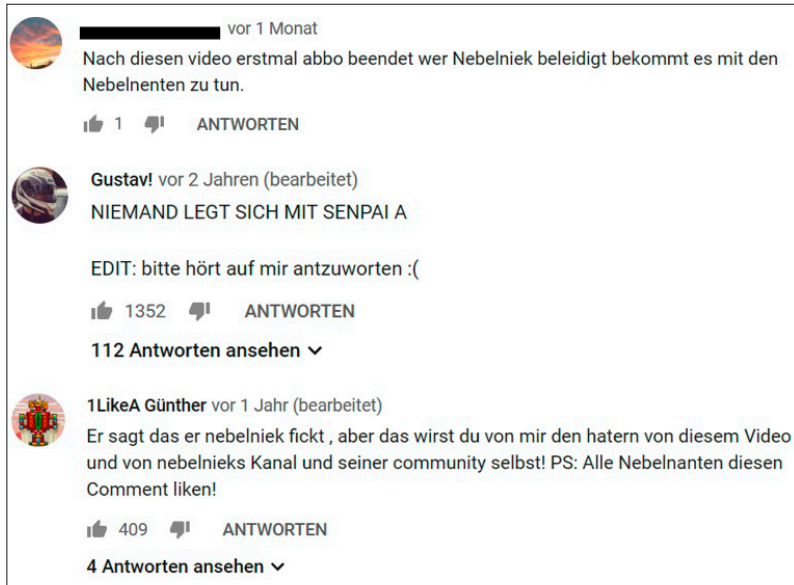 vor 1 Monat
Nach diesen video erstmal abbo beendet wer Nebelniek beleidigt bekommt es mit den
Nebelnenten zu tun.
1 ANTWORTEN
Gustav! vor 2 Jahren (bearbeitet)
NIEMAND LEGT SICH MIT SENPAI A
EDIT: bitte hört auf mir antzuworten :(
1352 ANTWORTEN
112 Antworten ansehen
1LikeA Günther vor 1 Jahr (bearbeitet)
Er sagt das er nebelniek fickt , aber das wirst du von mir den hatern von diesem Video
und von nebelnieks Kanal und seiner community selbst! PS: Alle Nebelnanten diesen
Comment liken!
409 ANTWORTEN
4 Antworten ansehen